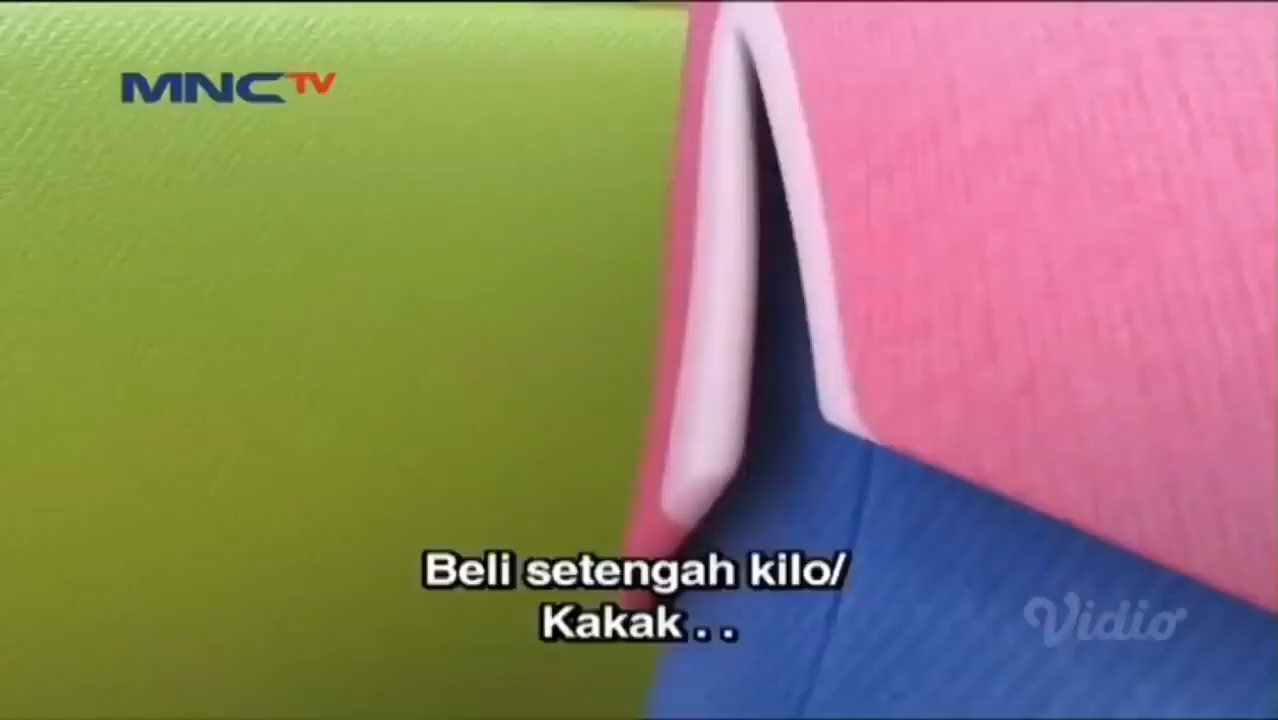 MNCTV
Beli setengah kilo/
Kakak . .
Vidio